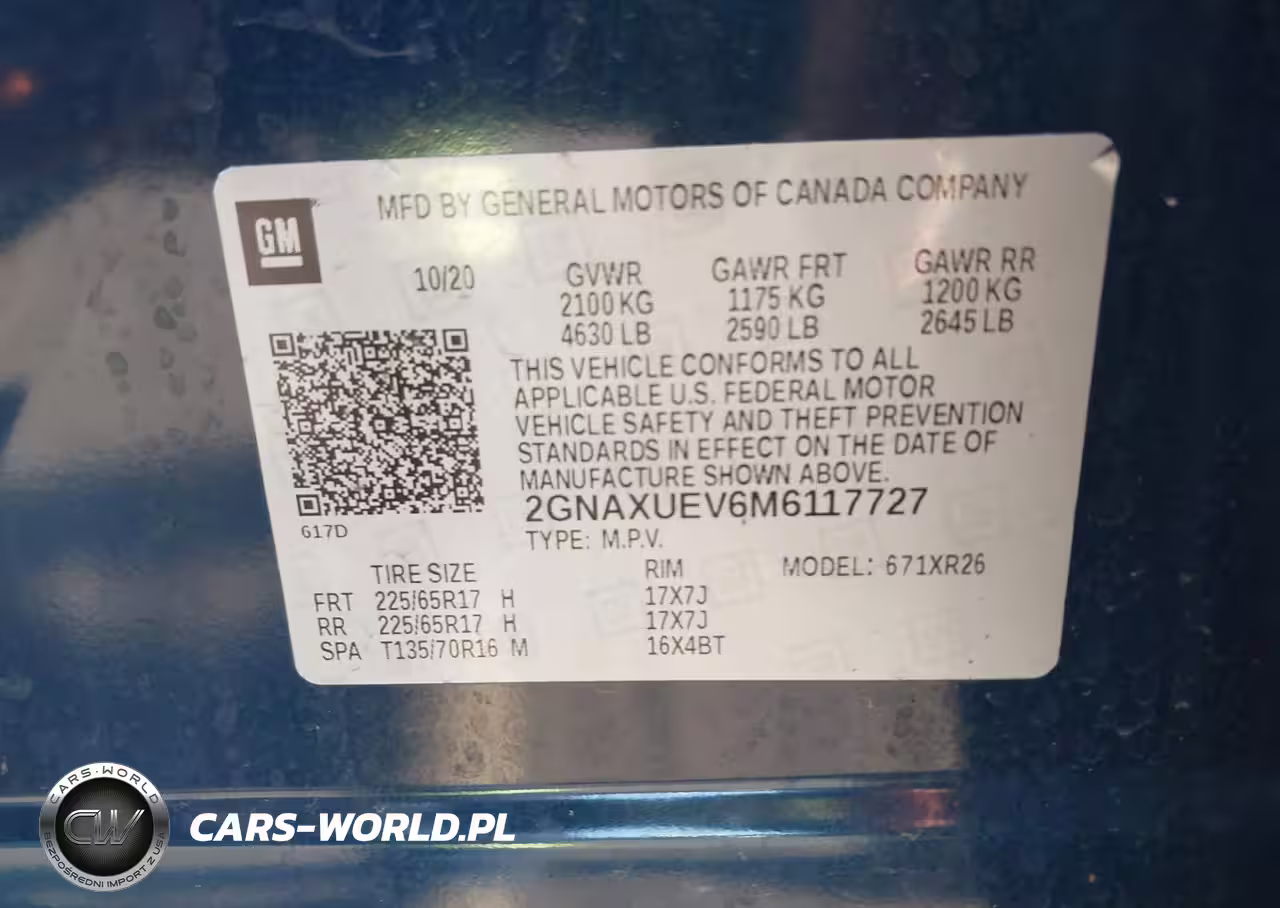 MFD BY GENERAL MOTORS OF CANADA COMPANY
GM
10/20 GVWR GAWR FRT GAWR RR
2100 KG 1175 KG 1200 KG
4630 LB 2590 LB 2645 LB
THIS VEHICLE CONFORMS TO ALL
APPLICABLE U.S. FEDERAL MOTOR
VEHICLE SAFETY AND THEFT PREVENTION
STANDARDS IN EFFECT ON THE DATE OF
MANUFACTURE SHOWN ABOVE.
2GNAXUEV6M6117727
617D
TYPE: M.P.V.
TIRE SIZE RIM MODEL: 671XR26
FRT 225/65R17 H 17X7J
RR 225/65R17 H 17X7J
SPA T135/70R16 M 16X4BT
CARS-WORLD
CW
BEZPOŚREDNI IMPORT Z USA
CARS-WORLD.PL